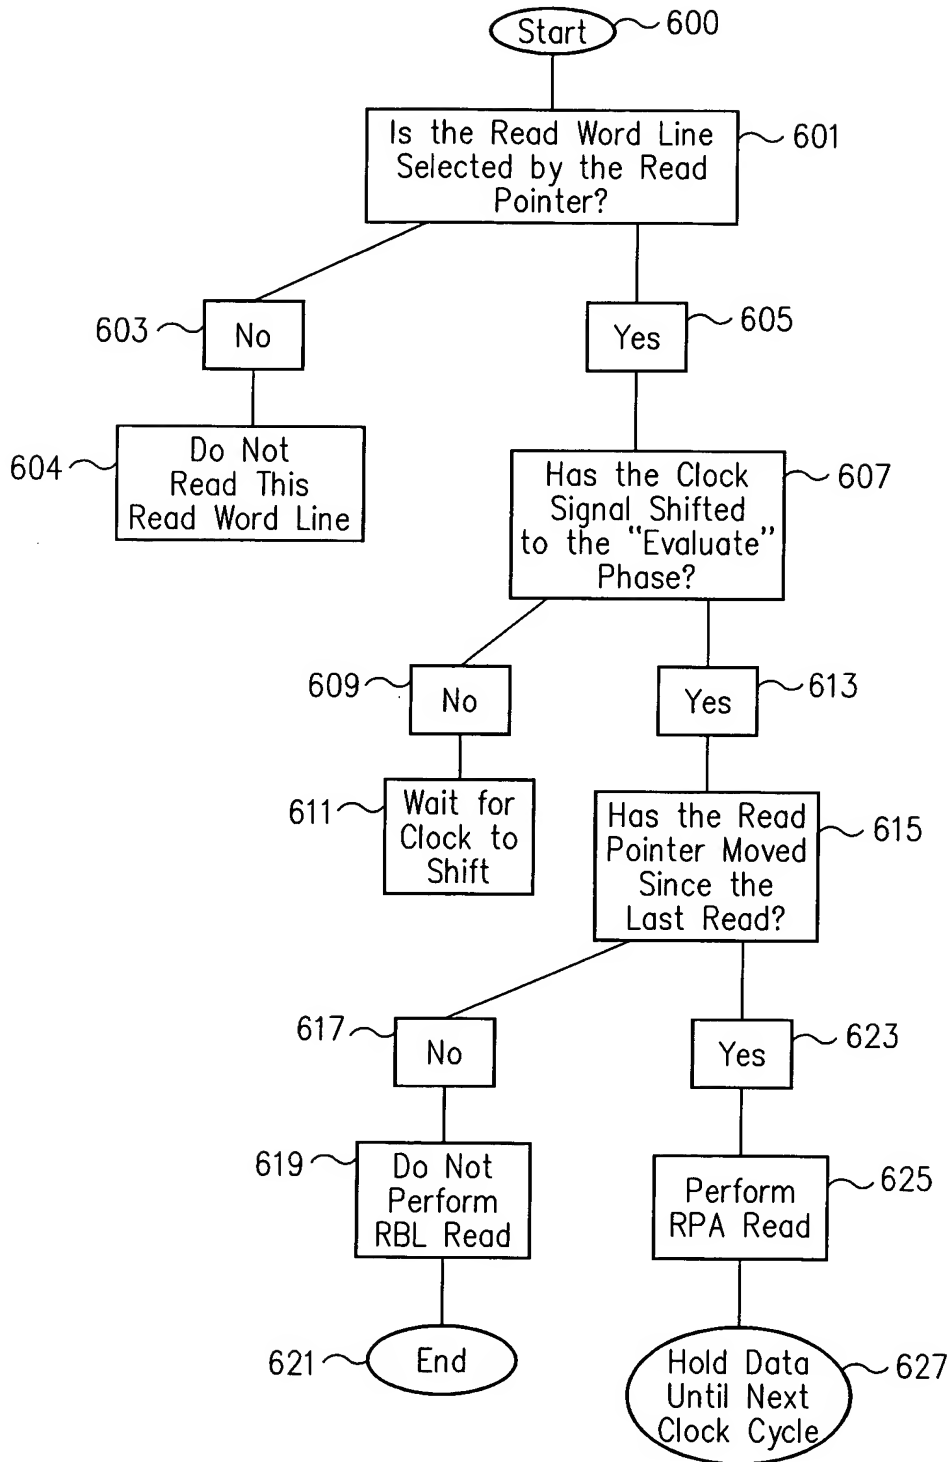 Start
600
Is the Read Word Line
Selected by the Read
Pointer?
601
603
No
Yes
605
604
Do Not
Read This
Read Word Line
Has the Clock
Signal Shifted
to the "Evaluate"
Phase?
607
609
No
Yes
613
611
Wait for
Clock to
Shift
Has the Read
Pointer Moved
Since the
Last Read?
615
617
No
Yes
623
619
Do Not
Perform
RBL Read
Perform
RPA Read
625
621
End
Hold Data
Until Next
Clock Cycle
627